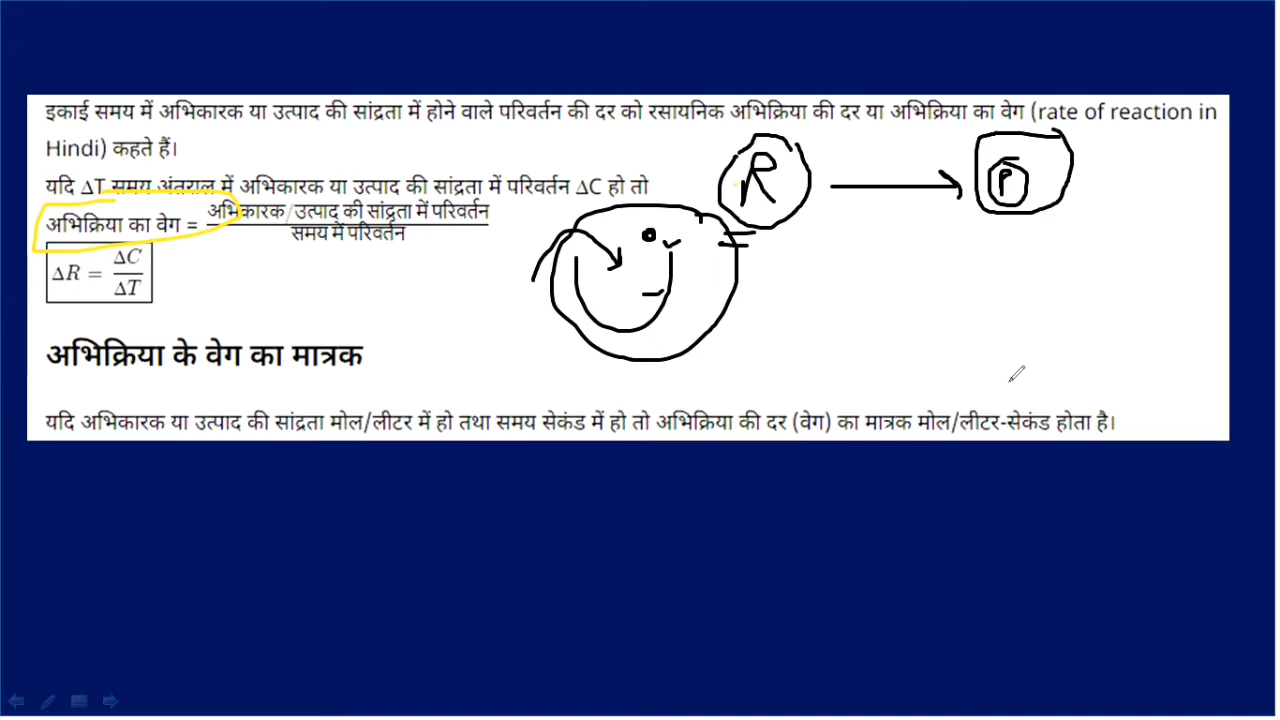 इकाई समय में अभिकारक या उत्पाद की सांद्रता में होने वाले परिवर्तन की दर को रसायनिक अभिक्रिया की दर या अभिक्रिया का वेग (rate of reaction in
Hindi) कहते हैं।
यदि ΔT समय अंतराल में अभिकारक या उत्पाद की सांद्रता में परिवर्तन ΔC हो तो
अभिक्रिया का वेग = अभिकारक/उत्पाद की सांद्रता में परिवर्तन
समय में परिवर्तन
ΔR = ΔC
ΔT
R
P
अभिक्रिया के वेग का मात्रक
यदि अभिकारक या उत्पाद की सांद्रता मोल/लीटर में हो तथा समय सेकंड में हो तो अभिक्रिया की दर (वेग) का मात्रक मोल/लीटर-सेकंड होता है।